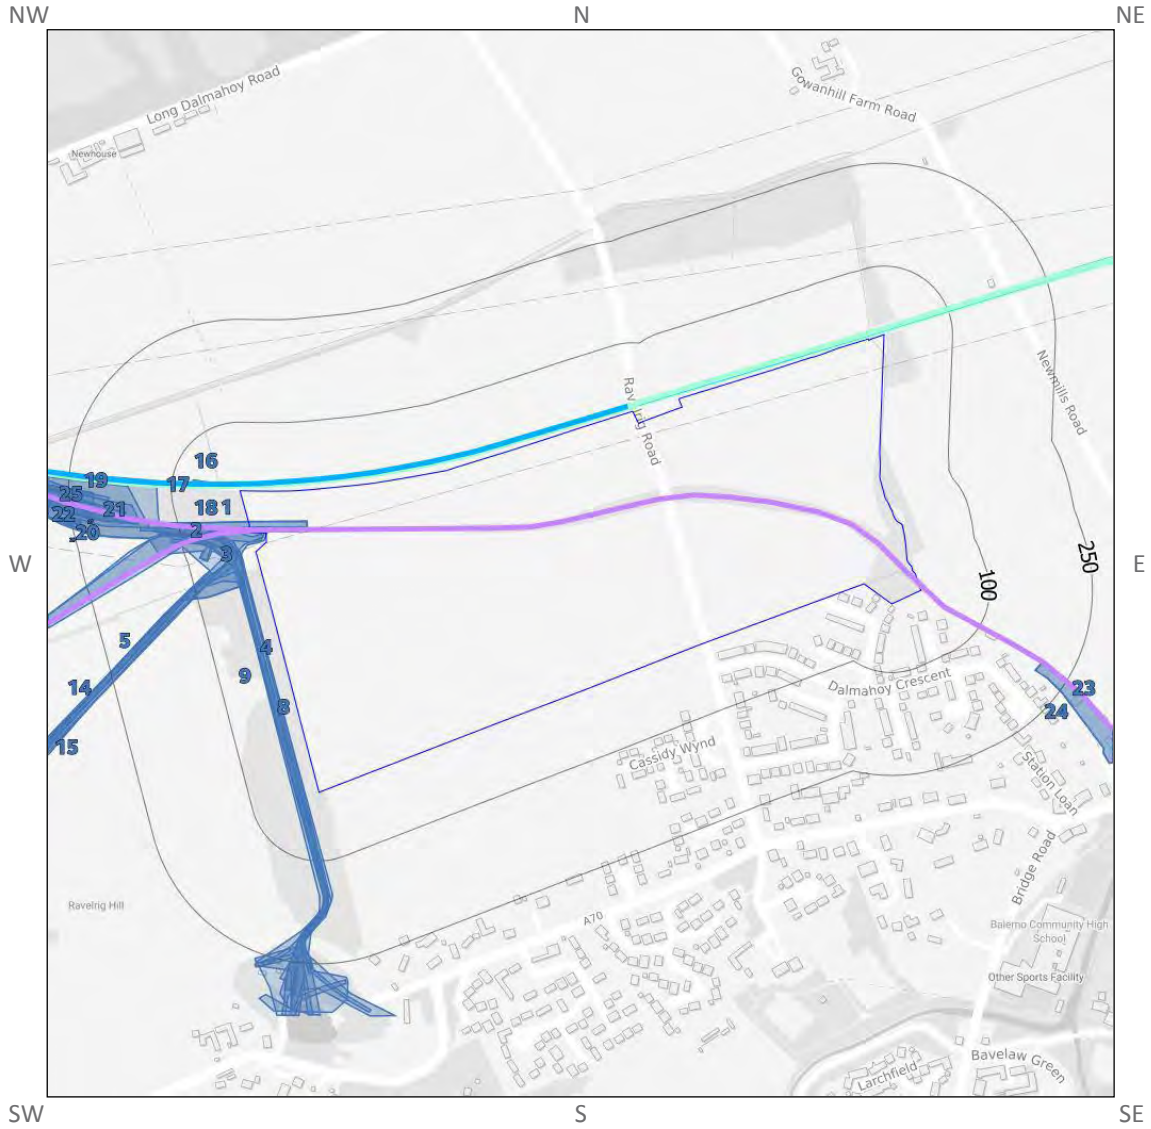 NW
N
NE
Long Dalmahoy Road
Newhouse
Gowanhill Farm Road
Newmills Road
Ravelrig Road
16
19
17
25
18 1
21
22
2
20
3
W
E
250
100
5
4
9
14
8
15
Dalmahoy Crescent
23
24
Cassidy Wynd
Station Loan
Bridge Road
Ravelrig Hill
A70
Balerno Community High
School
Other Sports Facility
Bavelaw Green
Larchfield
SW
S
SE